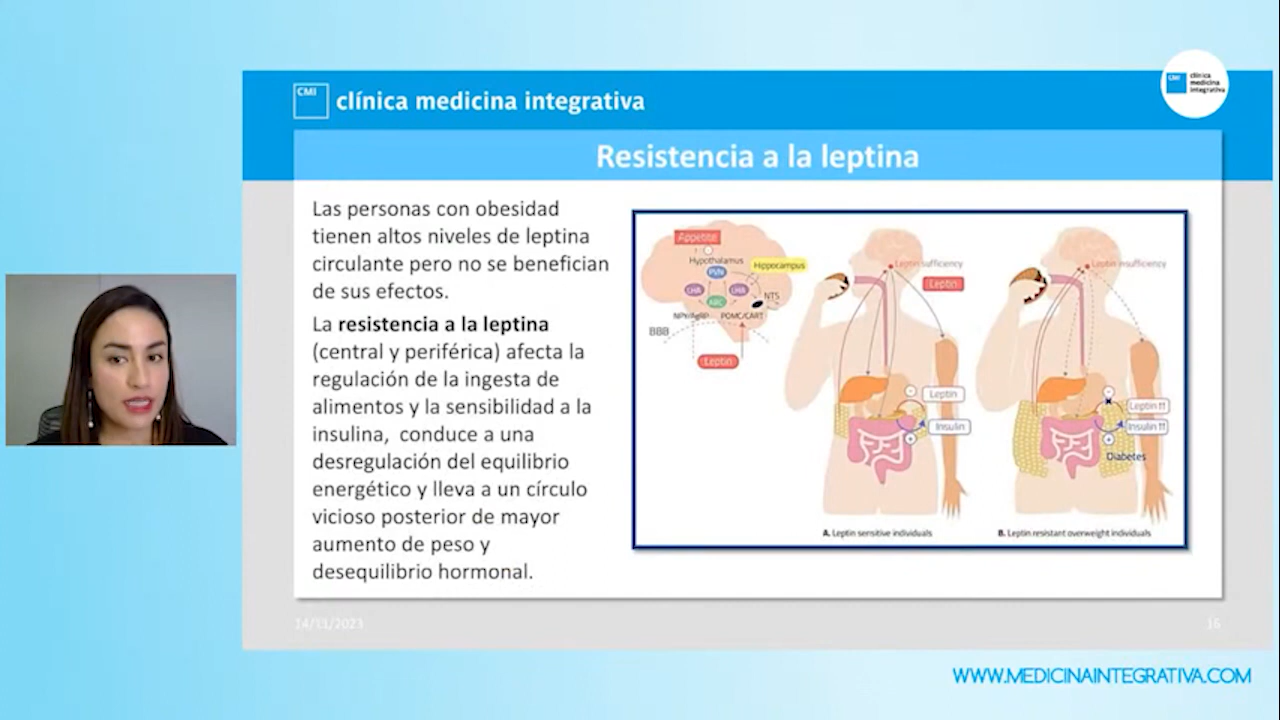 CMI clínica medicina integrativa
CMI clínica
medicina
integrativa
Resistencia a la leptina
Las personas con obesidad
tienen altos niveles de leptina
circulante pero no se benefician
de sus efectos.
La resistencia a la leptina
(central y periférica) afecta la
regulación de la ingesta de
alimentos y la sensibilidad a la
insulina, conduce a una
desregulación del equilibrio
energético y lleva a un círculo
vicioso posterior de mayor
aumento de peso y
desequilibrio hormonal.
Appetite
Hypothalamus
Hippocampus
PVN
LHA
LHA
ARC
NTS
NPY/AgRP
POMC/CART
BBB
Leptin
Leptin sufficiency
Leptin
Leptin
Insulin
A. Leptin sensitive individuals
Leptin insufficiency
Leptin ↑↑
Insulin ↑↑
Diabetes
B. Leptin resistant overweight individuals
14/11/2023
16
WWW.MEDICINAINTEGRATIVA.COM